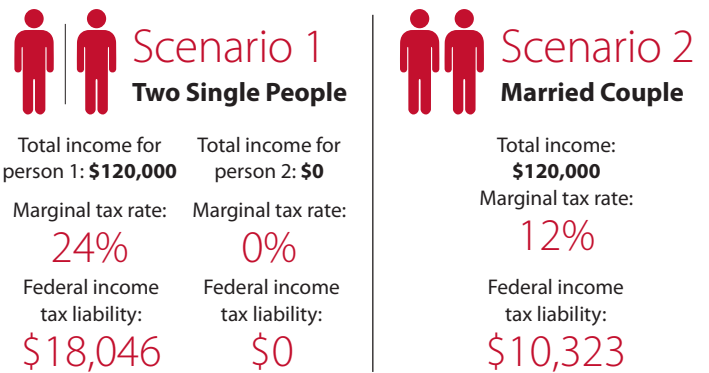 Scenario 1
Two Single People
Total income for
person 1: $120,000
Marginal tax rate:
24%
Federal income
tax liability:
$18,046
Total income for
person 2: $0
Marginal tax rate:
0%
Federal income
tax liability:
$0
Scenario 2
Married Couple
Total income:
$120,000
Marginal tax rate:
12%
Federal income
tax liability:
$10,323